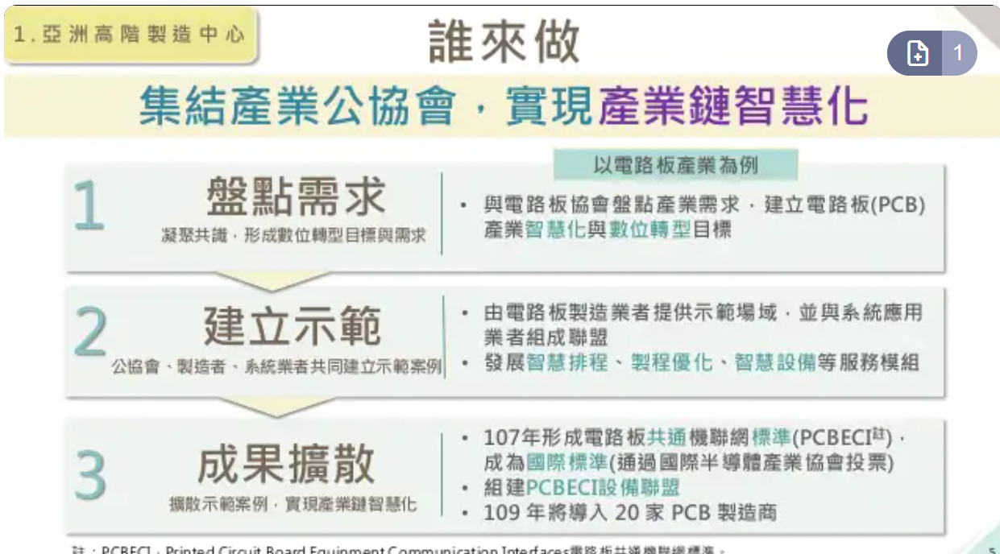 1.亞洲高階製造中心
誰來做
1
集結產業公協會，實現產業鏈智慧化
以電路板產業為例
1
盤點需求
凝聚共識，形成數位轉型目標與需求
• 與電路板協會盤點產業需求，建立電路板(PCB)
產業智慧化與數位轉型目標
2
建立示範
公協會、製造者、系統業者共同建立示範案例
• 由電路板製造業者提供示範場域，並與系統應用
業者組成聯盟
• 發展智慧排程、製程優化、智慧設備等服務模組
3
成果擴散
擴散示範案例，實現產業鏈智慧化
• 107年形成電路板共通機聯網標準(PCBECI註)，
成為國際標準(通過國際半導體產業協會投票)
• 組建PCBECI設備聯盟
• 109 年將導入 20 家 PCB 製造商
註：PCBECI，Printed Circuit Board Equipment Communication Interfaces電路板共通機聯網標準。
5